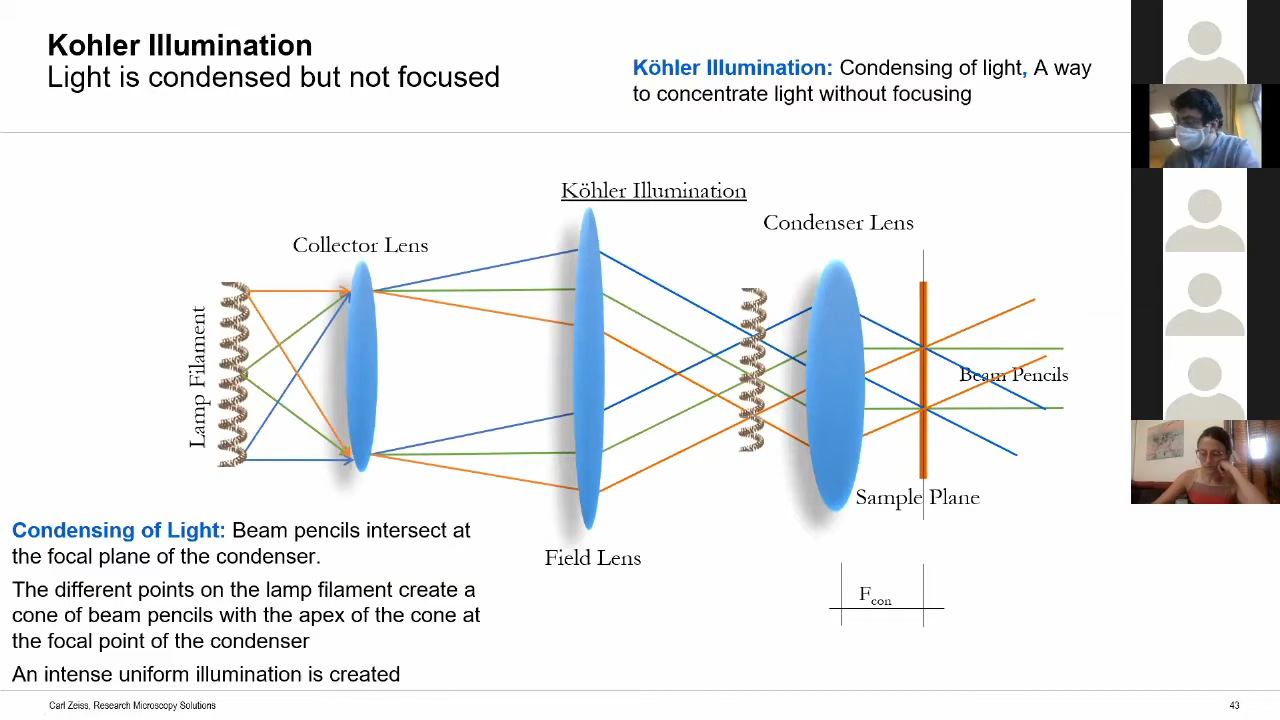 Kohler Illumination
Light is condensed but not focused
Köhler Illumination: Condensing of light, A way
to concentrate light without focusing
Köhler Illumination
Condenser Lens
Collector Lens
Lamp Filament
Beam Pencils
Sample Plane
Field Lens
Fcon
Condensing of Light: Beam pencils intersect at
the focal plane of the condenser.
The different points on the lamp filament create a
cone of beam pencils with the apex of the cone at
the focal point of the condenser
An intense uniform illumination is created
Carl Zeiss, Research Microscopy Solutions
43